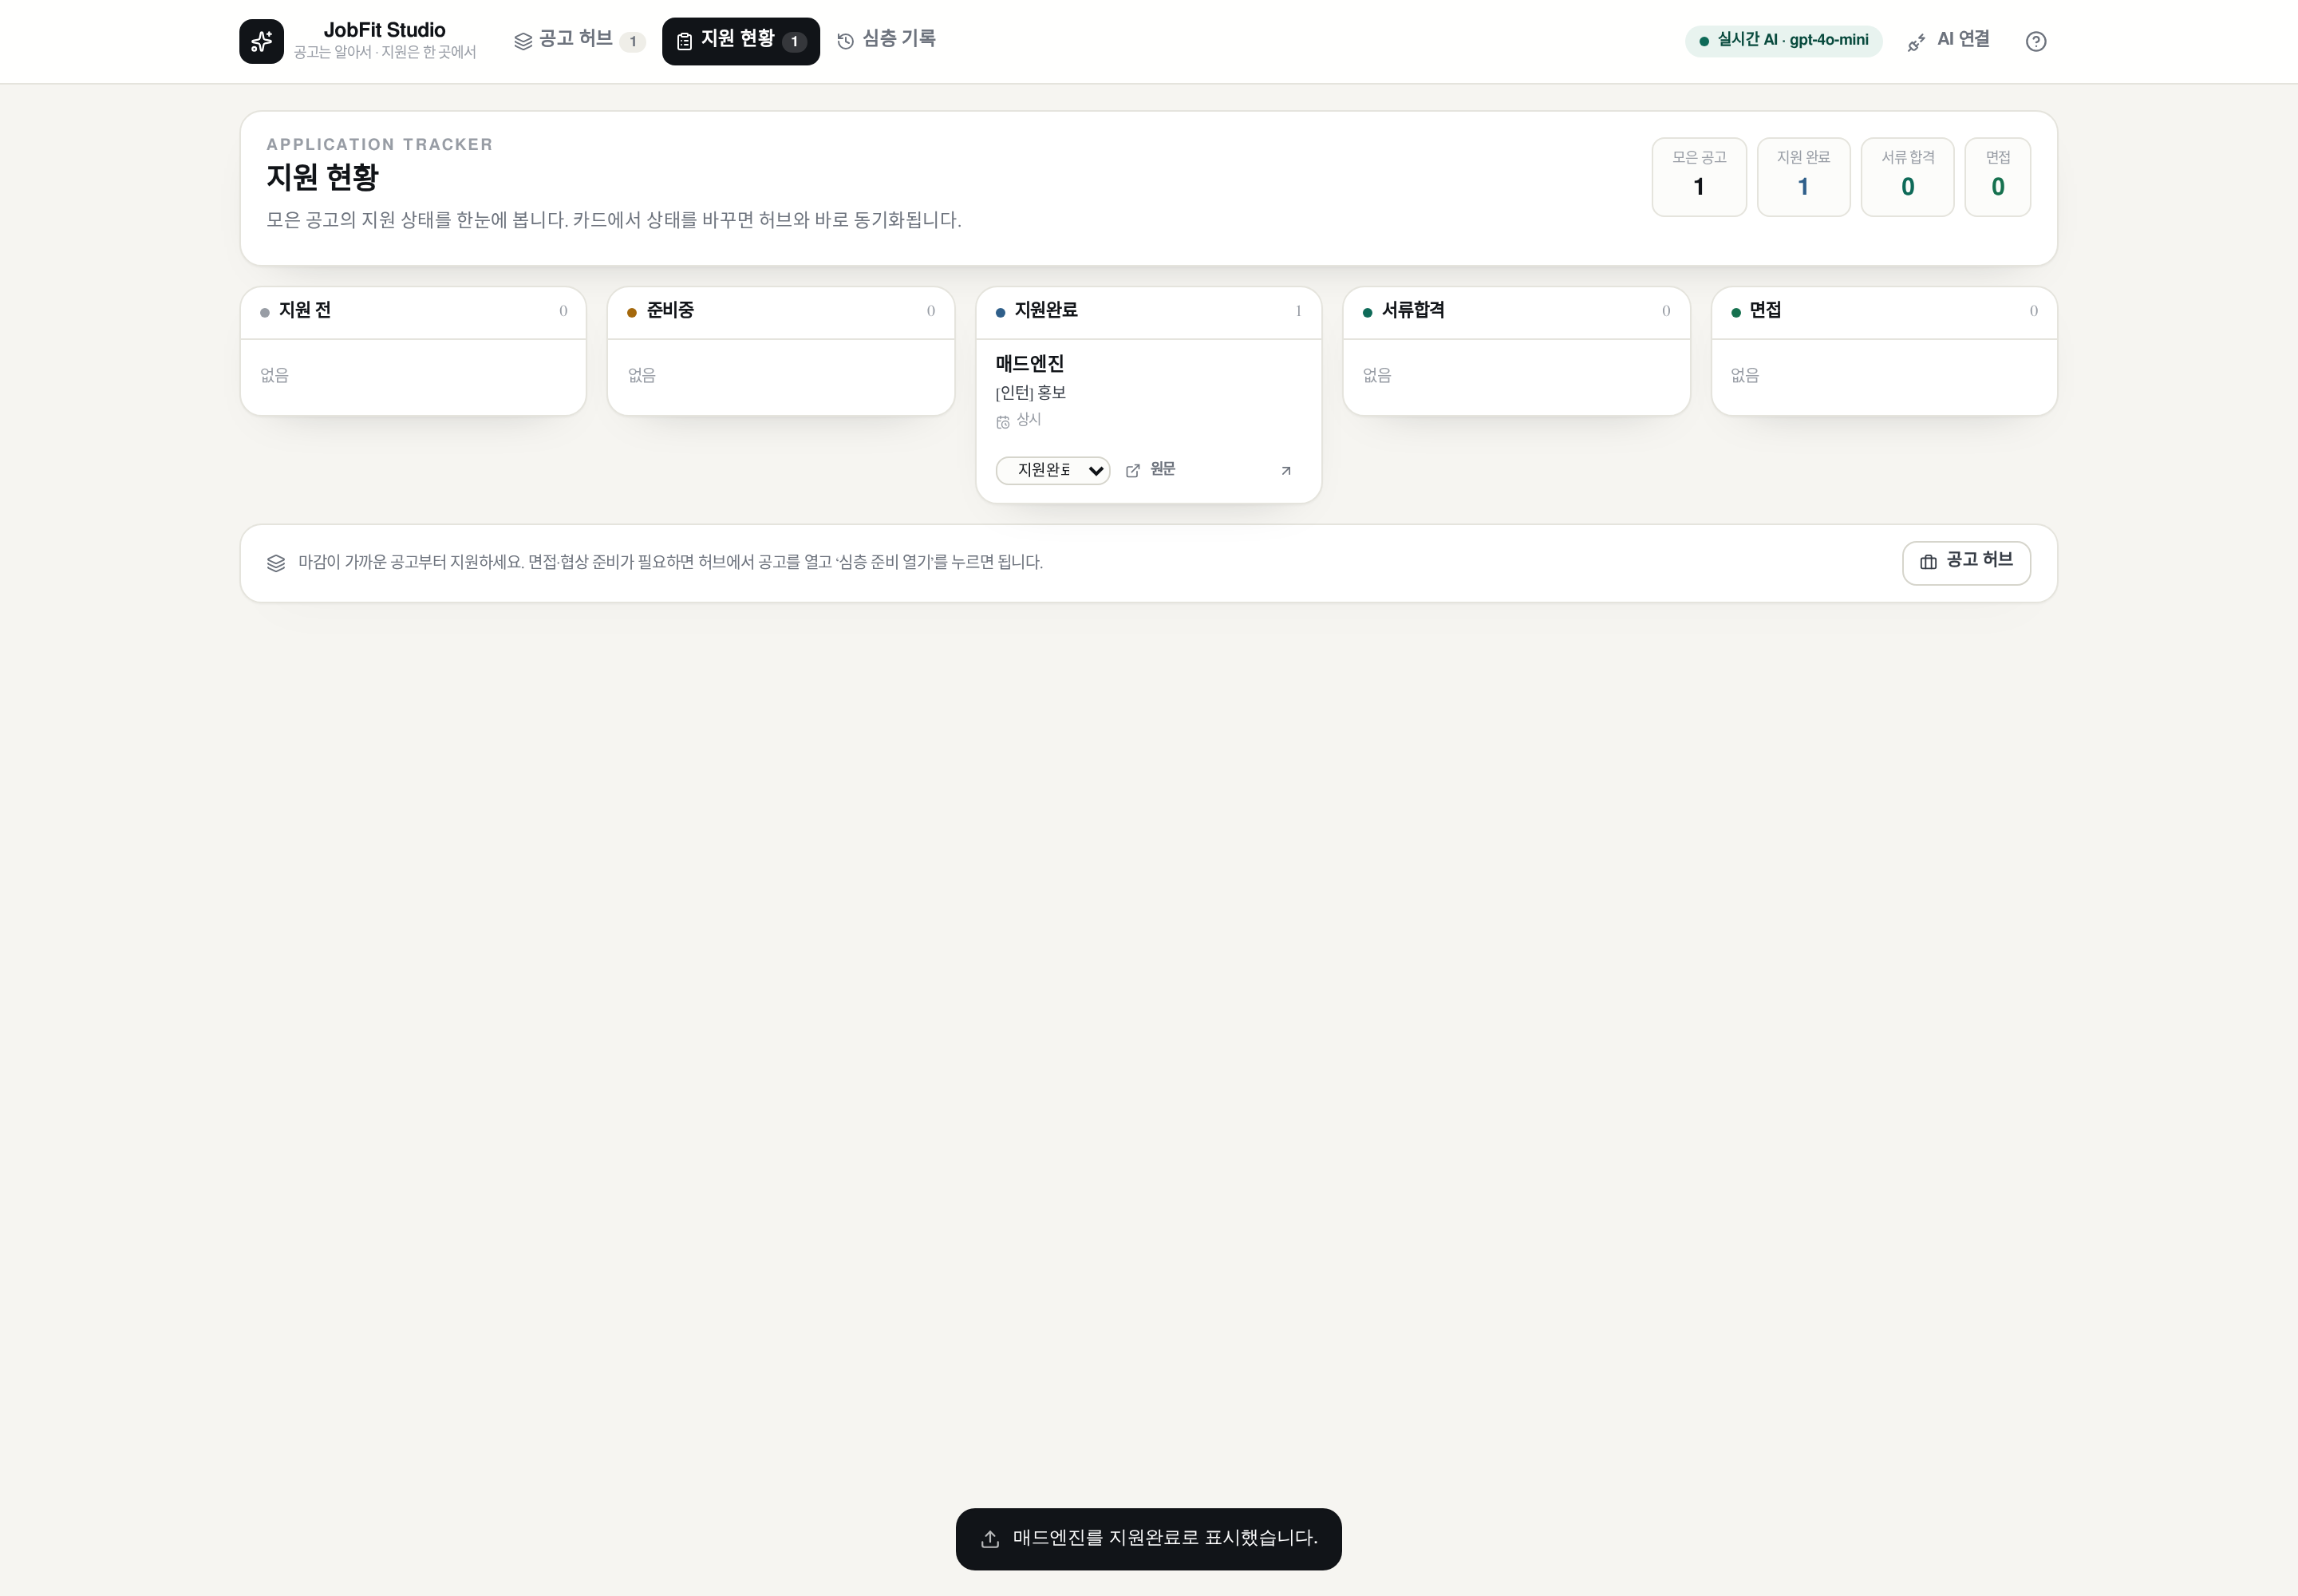 JobFit Studio
공고는 알아서 · 지원은 한 곳에서
공고 허브 1
지원 현황 1
심층 기록
실시간 AI · gpt-4o-mini
AI 연결
APPLICATION TRACKER
지원 현황
모은 공고의 지원 상태를 한눈에 봅니다. 카드에서 상태를 바꾸면 허브와 바로 동기화됩니다.
모은 공고
1
지원 완료
1
서류 합격
0
면접
0
지원 전 0
없음
준비중 0
없음
지원완료 1
매드엔진
[인턴] 홍보
상시
지원완료
원문
서류합격 0
없음
면접 0
없음
마감이 가까운 공고부터 지원하세요. 면접·협상 준비가 필요하면 허브에서 공고를 열고 ‘심층 준비 열기’를 누르면 됩니다.
공고 허브
매드엔진를 지원완료로 표시했습니다.